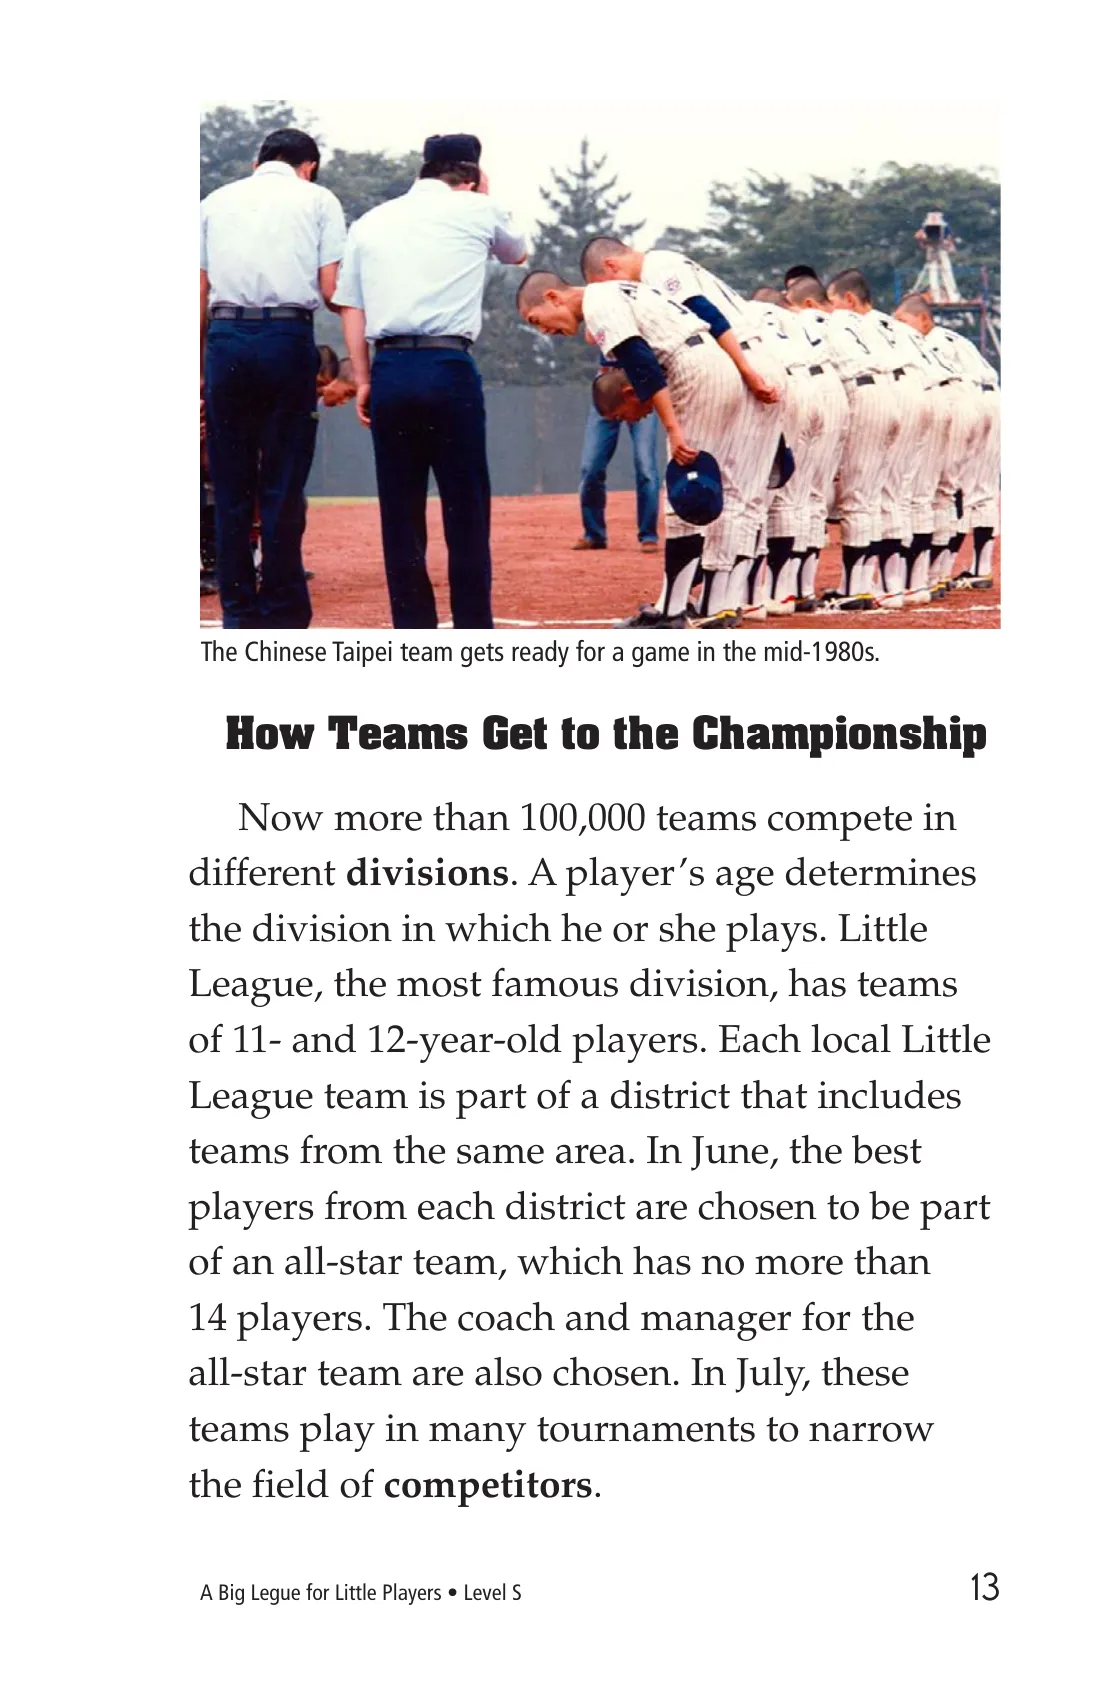 The Chinese Taipei team gets ready for a game in the mid-1980s.
How Teams Get to the Championship
Now more than 100,000 teams compete in
different divisions. A player’s age determines
the division in which he or she plays. Little
League, the most famous division, has teams
of 11- and 12-year-old players. Each local Little
League team is part of a district that includes
teams from the same area. In June, the best
players from each district are chosen to be part
of an all-star team, which has no more than
14 players. The coach and manager for the
all-star team are also chosen. In July, these
teams play in many tournaments to narrow
the field of competitors.
A Big Legue for Little Players • Level S 13